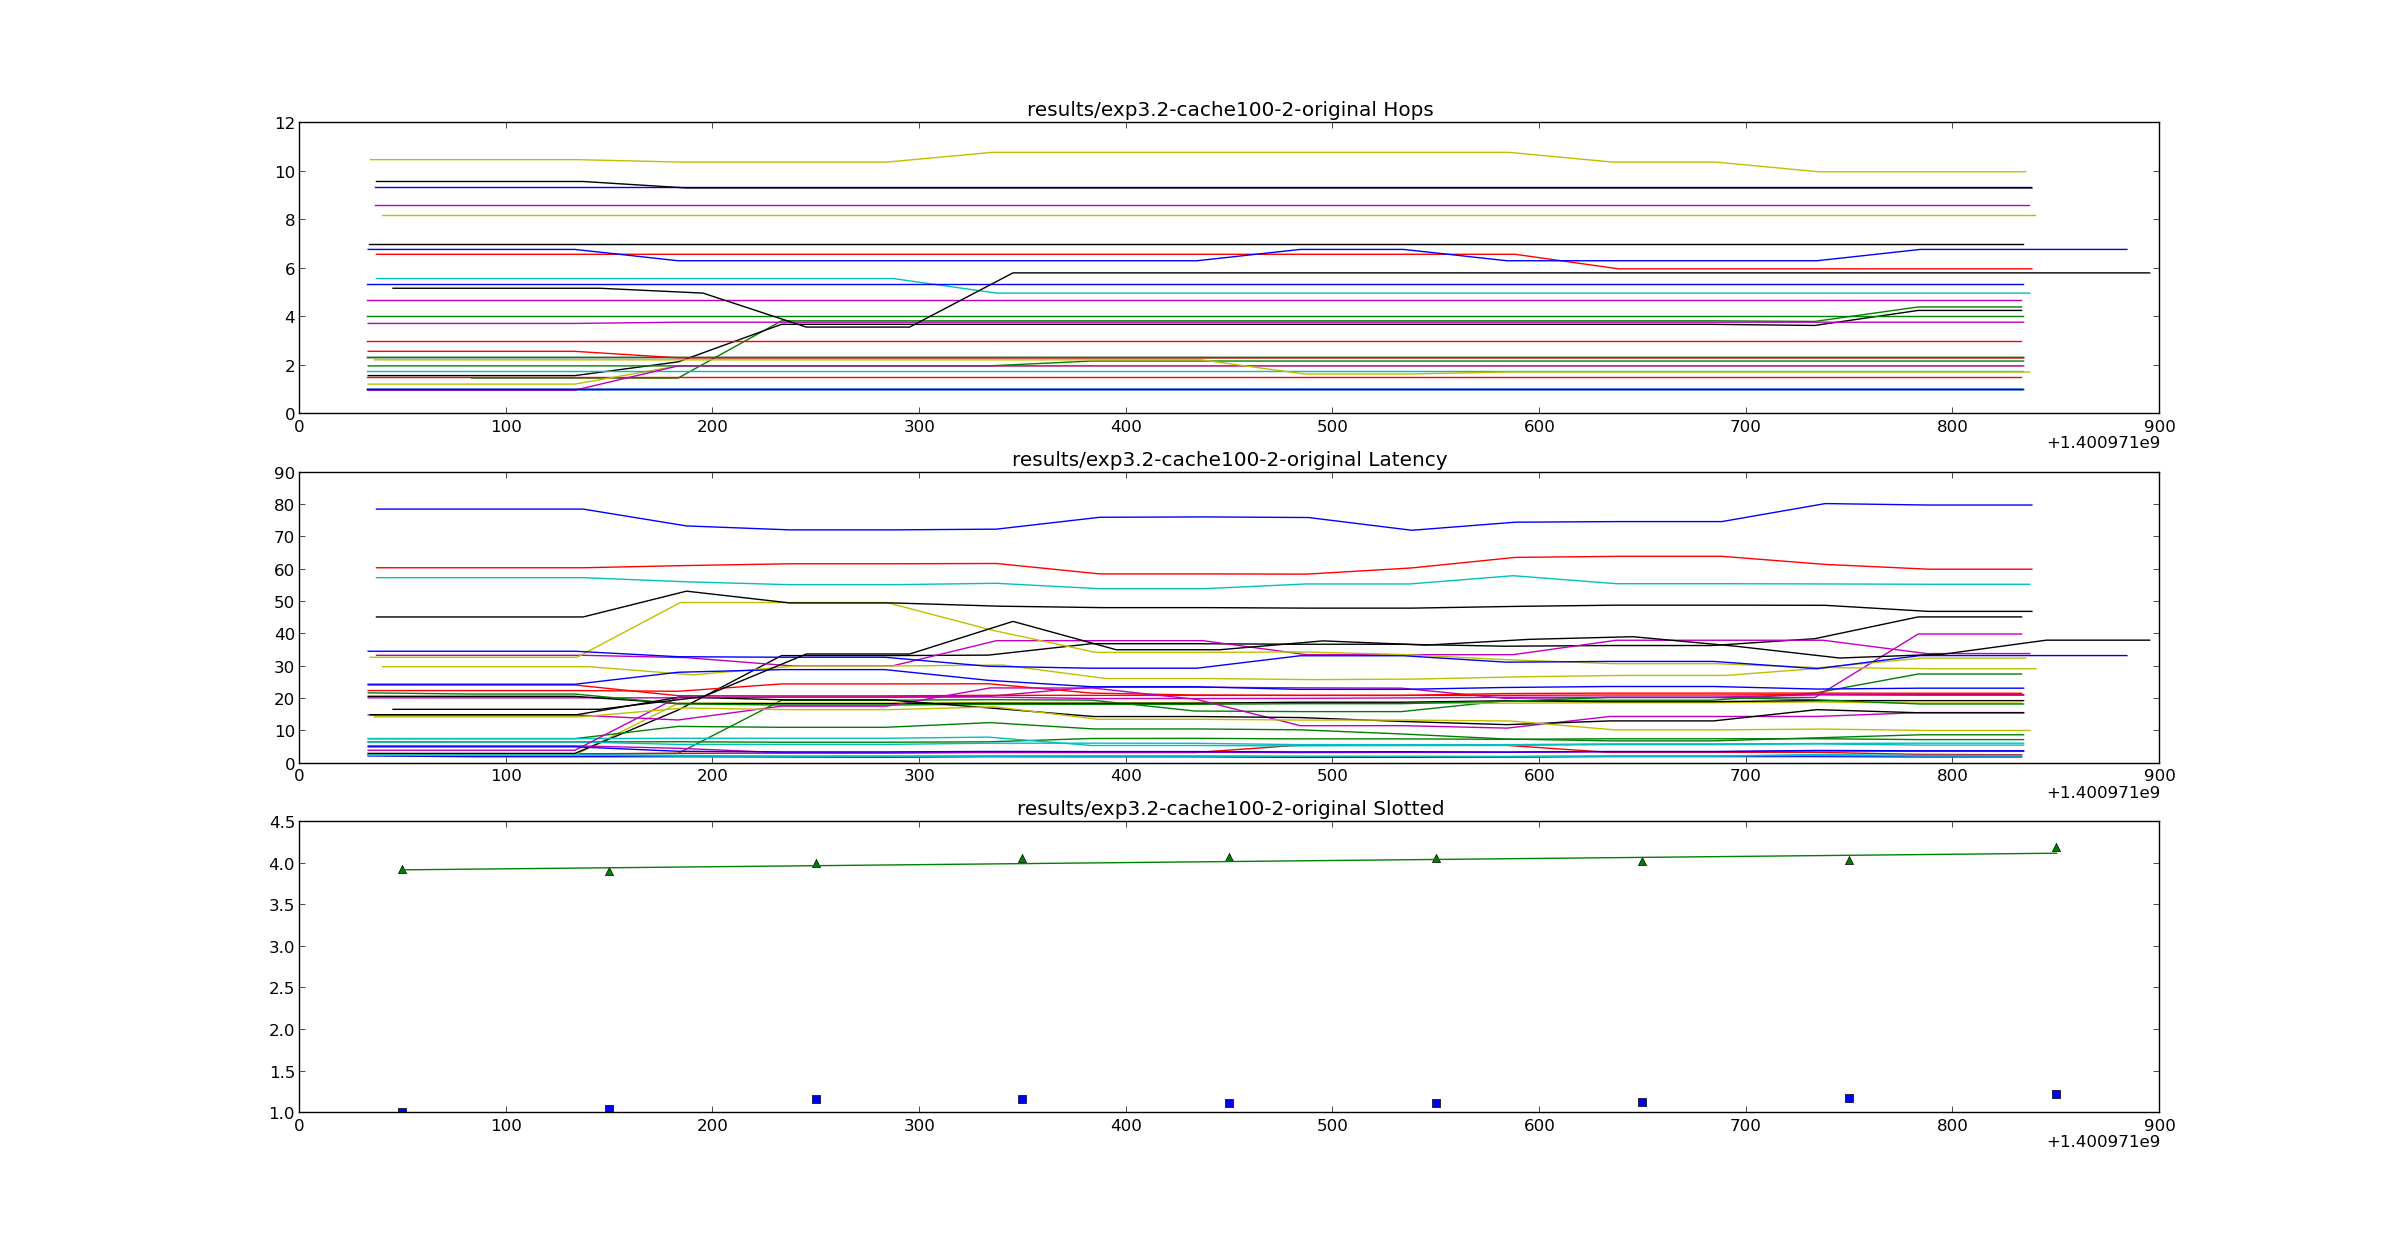 results/exp3.2-cache100-2-original Hops
12
10
8
6
4
2
0
0 100 200 300 400 500 600 700 800 900
+1.400971e9
results/exp3.2-cache100-2-original Latency
90
80
70
60
50
40
30
20
10
0
0 100 200 300 400 500 600 700 800 900
+1.400971e9
results/exp3.2-cache100-2-original Slotted
4.5
4.0
3.5
3.0
2.5
2.0
1.5
1.0
0 100 200 300 400 500 600 700 800 900
+1.400971e9